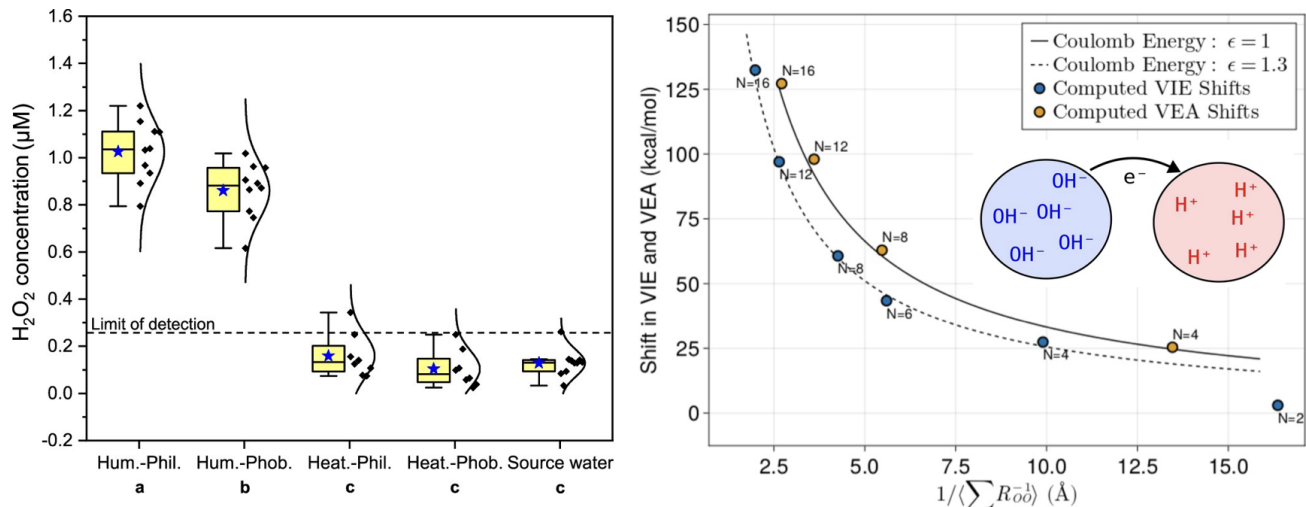 H₂O₂ concentration (µM)
1.6
1.4
1.2
1.0
0.8
0.6
0.4
0.2
0.0
-0.2
Limit of detection
Hum.-Phil. Hum.-Phob. Heat.-Phil. Heat.-Phob. Source water
a b c c c
Shift in VIE and VEA (kcal/mol)
150
125
100
75
50
25
0
Coulomb Energy : ϵ = 1
Coulomb Energy : ϵ = 1.3
Computed VIE Shifts
Computed VEA Shifts
N=16 N=16
N=12
N=12
N=8
N=8
N=6
N=4
N=4
N=2
e⁻
OH⁻
OH⁻ OH⁻
OH⁻ OH⁻
H⁺
H⁺ H⁺
H⁺ H⁺
2.5 5.0 7.5 10.0 12.5 15.0
1/⟨∑ R_OO⁻¹⟩ (Å)